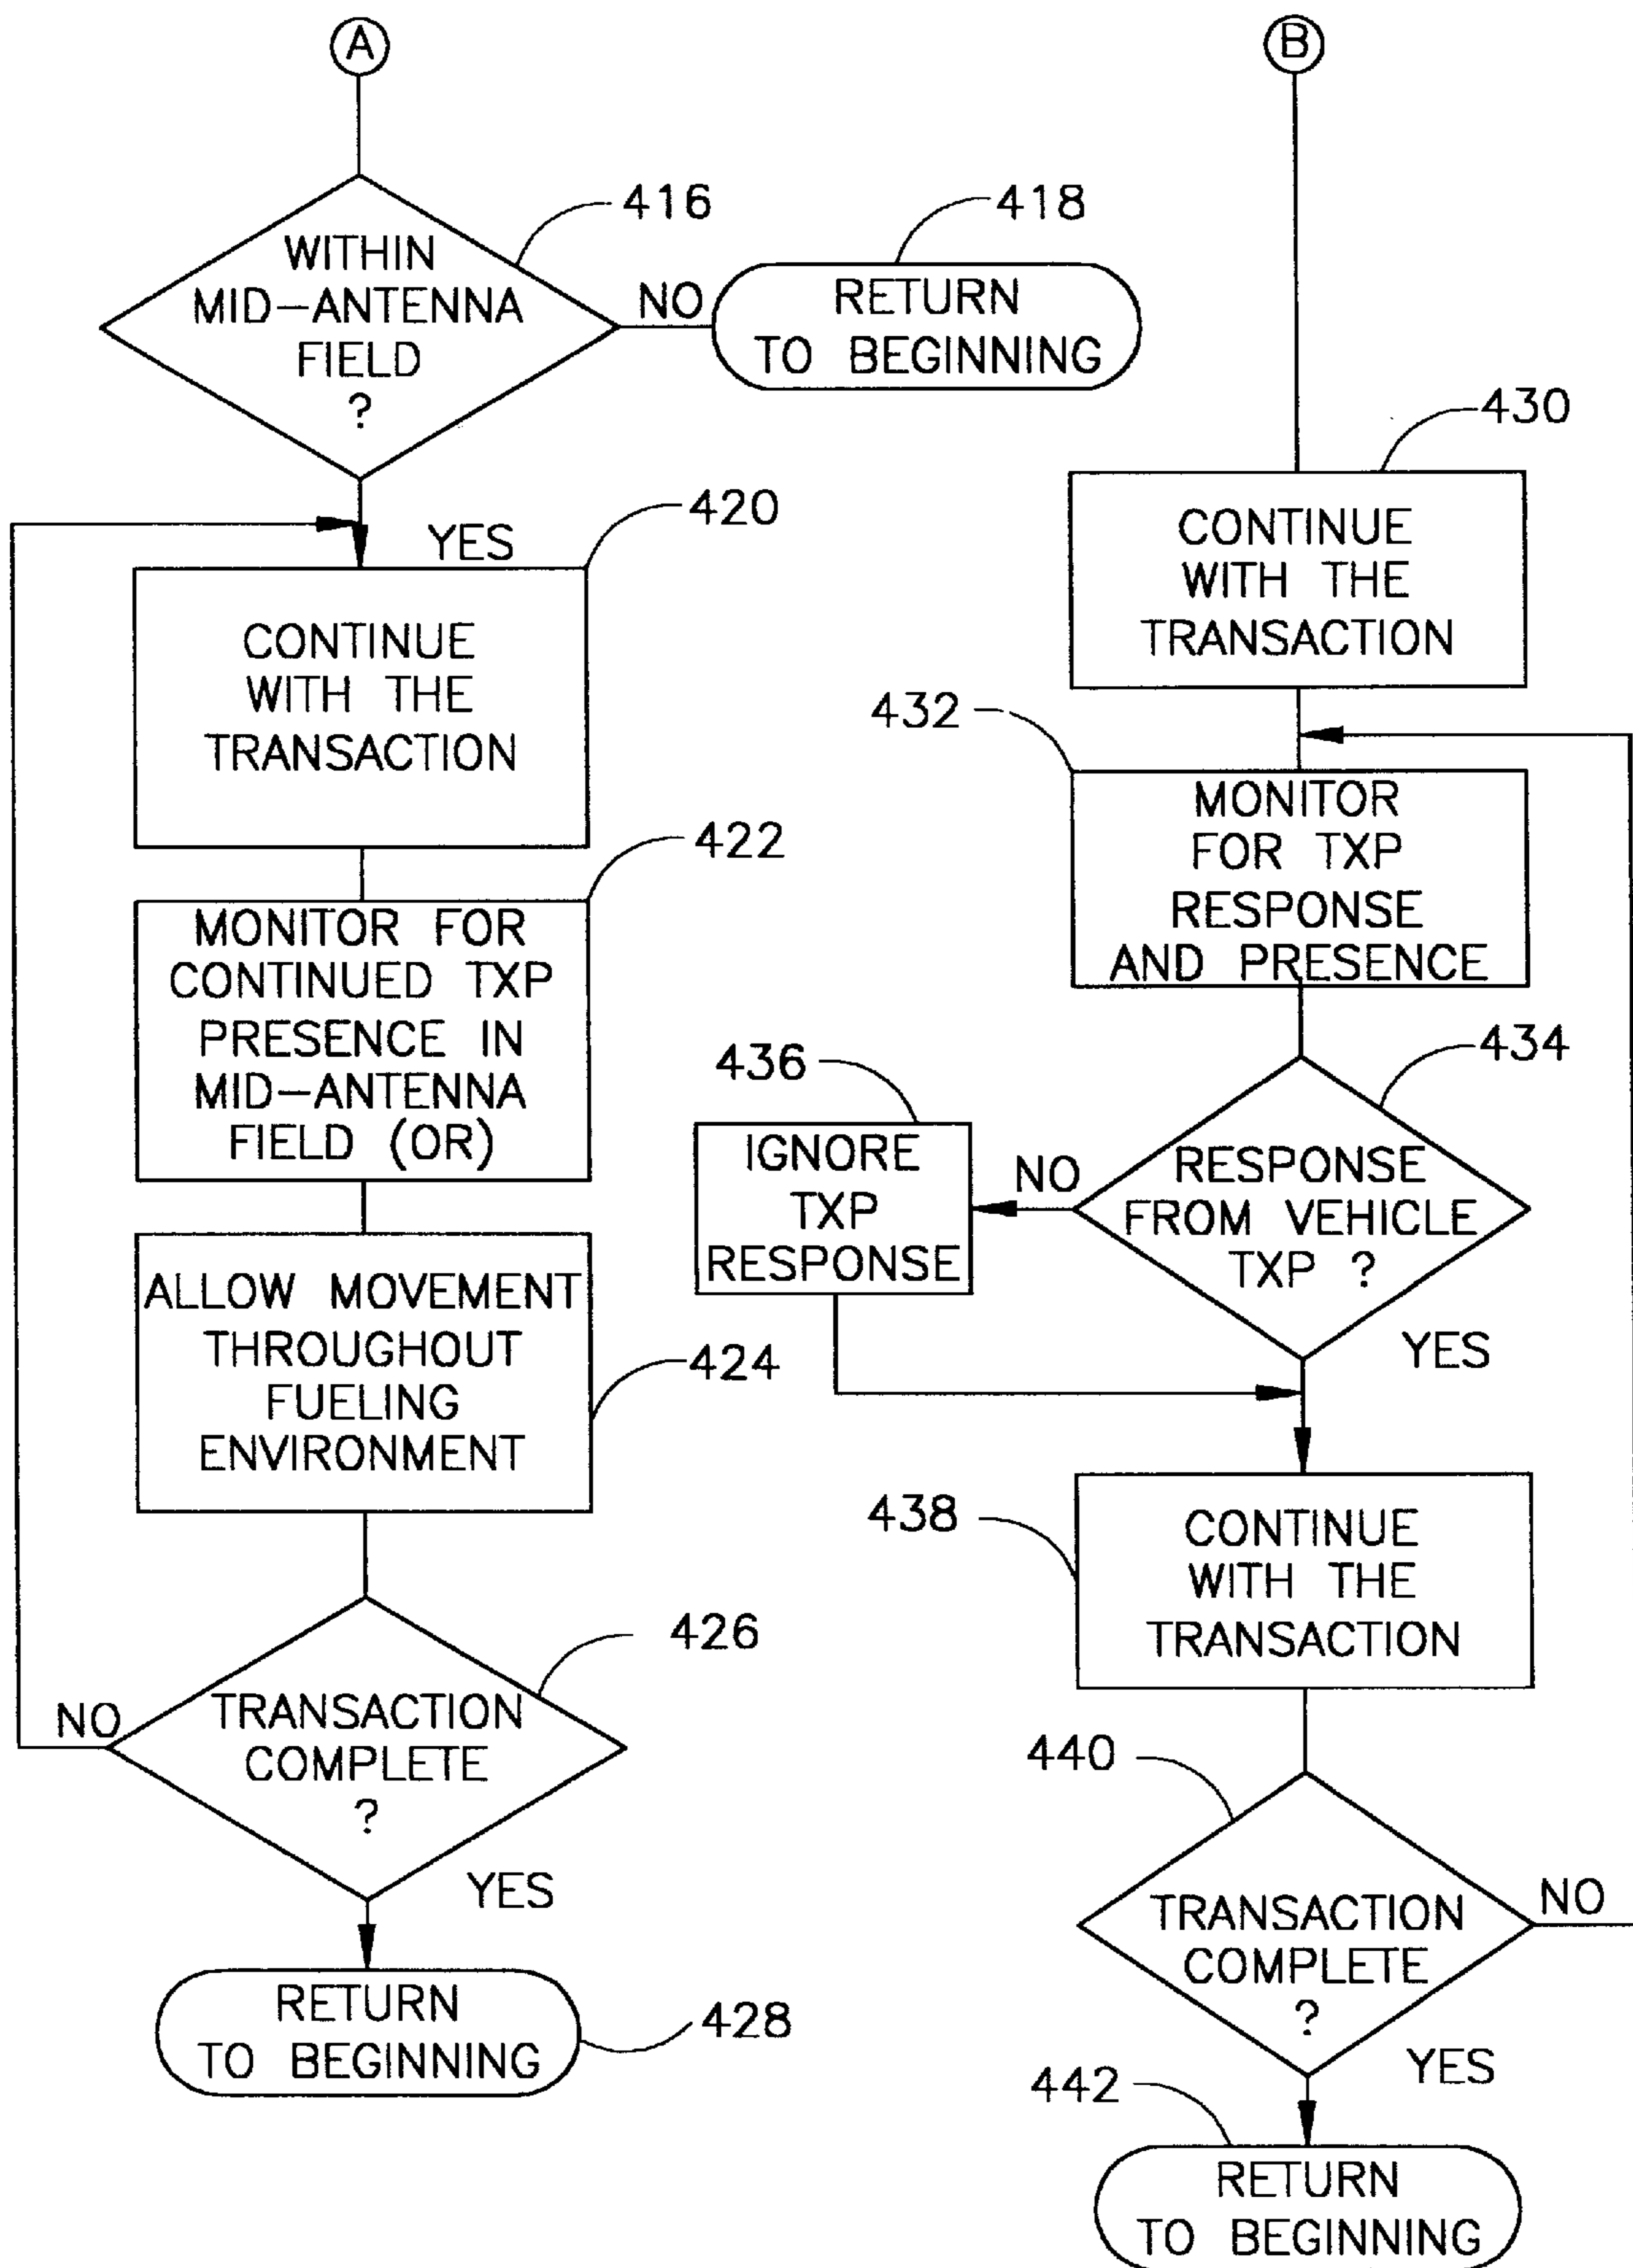 A
WITHIN
MID-ANTENNA
FIELD
?
416
NO
418
RETURN
TO BEGINNING
YES
420
CONTINUE
WITH THE
TRANSACTION
422
MONITOR FOR
CONTINUED TXP
PRESENCE IN
MID-ANTENNA
FIELD (OR)
ALLOW MOVEMENT
THROUGHOUT
FUELING
ENVIRONMENT
424
426
TRANSACTION
COMPLETE
?
NO
YES
RETURN
TO BEGINNING
428
B
430
CONTINUE
WITH THE
TRANSACTION
432
MONITOR
FOR TXP
RESPONSE
AND PRESENCE
434
RESPONSE
FROM VEHICLE
TXP ?
NO
436
IGNORE
TXP
RESPONSE
YES
438
CONTINUE
WITH THE
TRANSACTION
440
TRANSACTION
COMPLETE
?
NO
YES
442
RETURN
TO BEGINNING